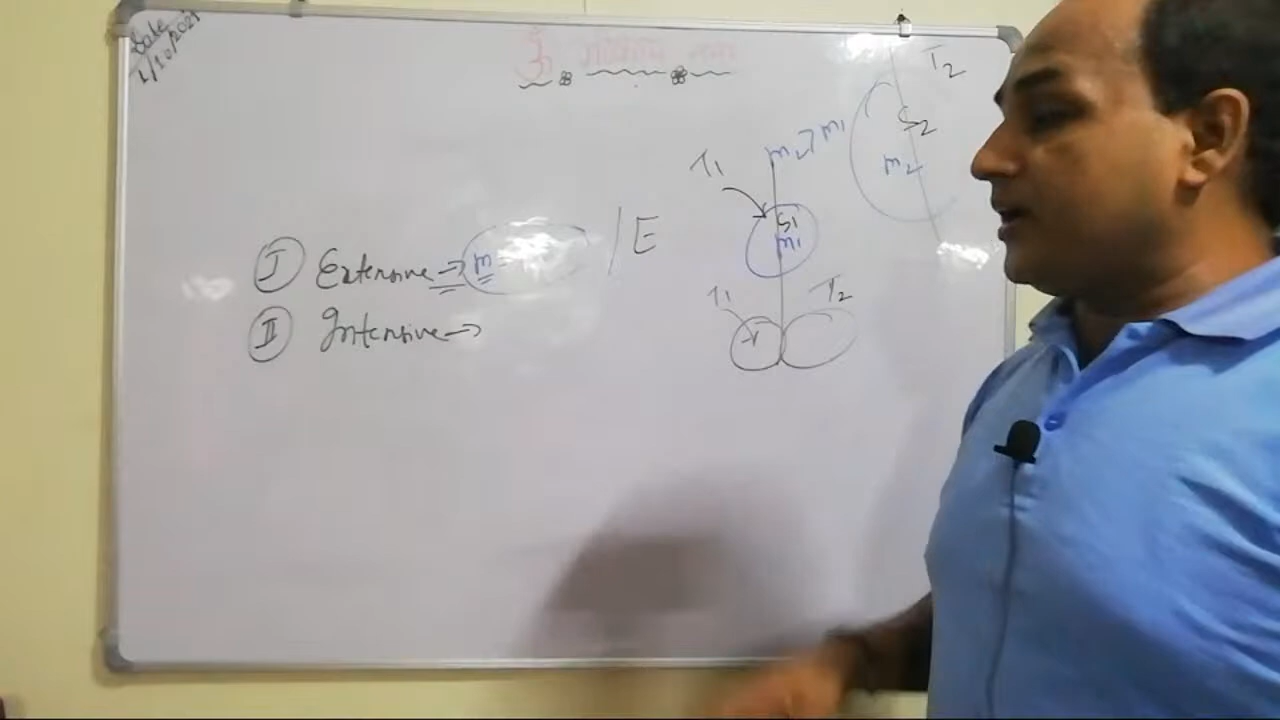 Date
1/10/2021
ॐ
T2
S2
m2
m2 > m1
T1
S1
m1
I Extensive → m / E
II Intensive →
T1 T2